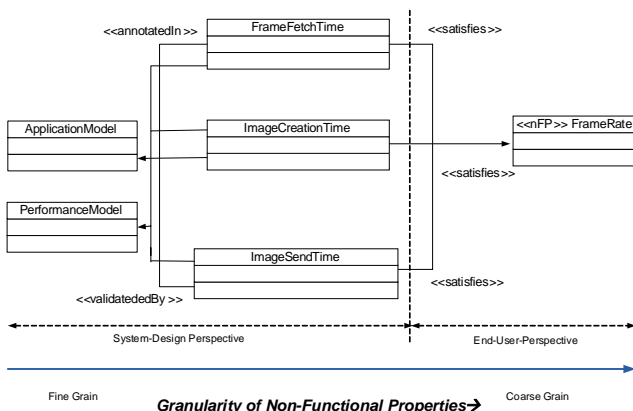 <<annotatedIn >>
FrameFetchTime
<<satisfies>>
ApplicationModel
ImageCreationTime
<<nFP>> FrameRate
<<satisfies>>
PerformanceModel
ImageSendTime
<<satisfies>>
<<validatededBy >>
System-Design Perspective
End-User-Perspective
Fine Grain
Granularity of Non-Functional Properties→
Coarse Grain